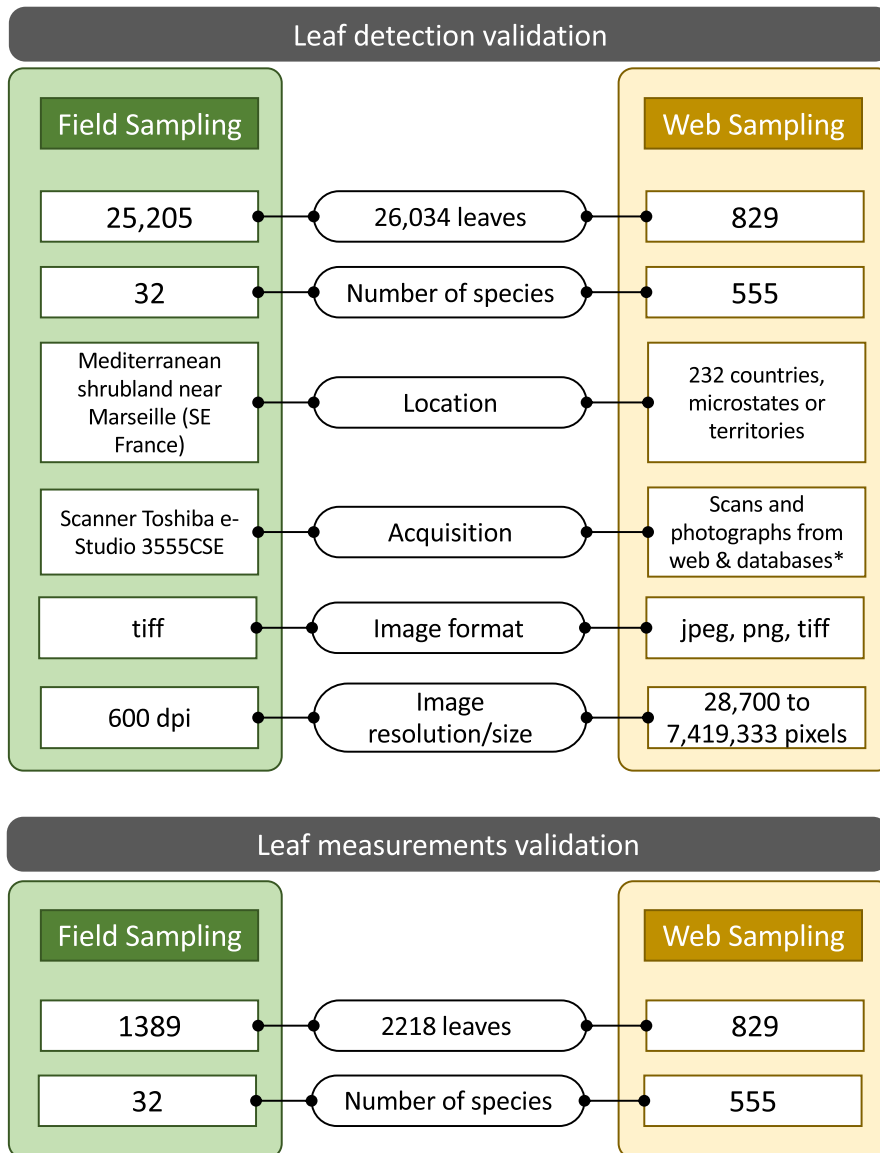 Leaf detection validation
Field Sampling
Web Sampling
25,205
26,034 leaves
829
32
Number of species
555
Mediterranean
shrubland near
Marseille (SE
France)
Location
232 countries,
microstates or
territories
Scanner Toshiba e-
Studio 3555CSE
Acquisition
Scans and
photographs from
web & databases*
tiff
Image format
jpeg, png, tiff
600 dpi
Image
resolution/size
28,700 to
7,419,333 pixels
Leaf measurements validation
Field Sampling
Web Sampling
1389
2218 leaves
829
32
Number of species
555